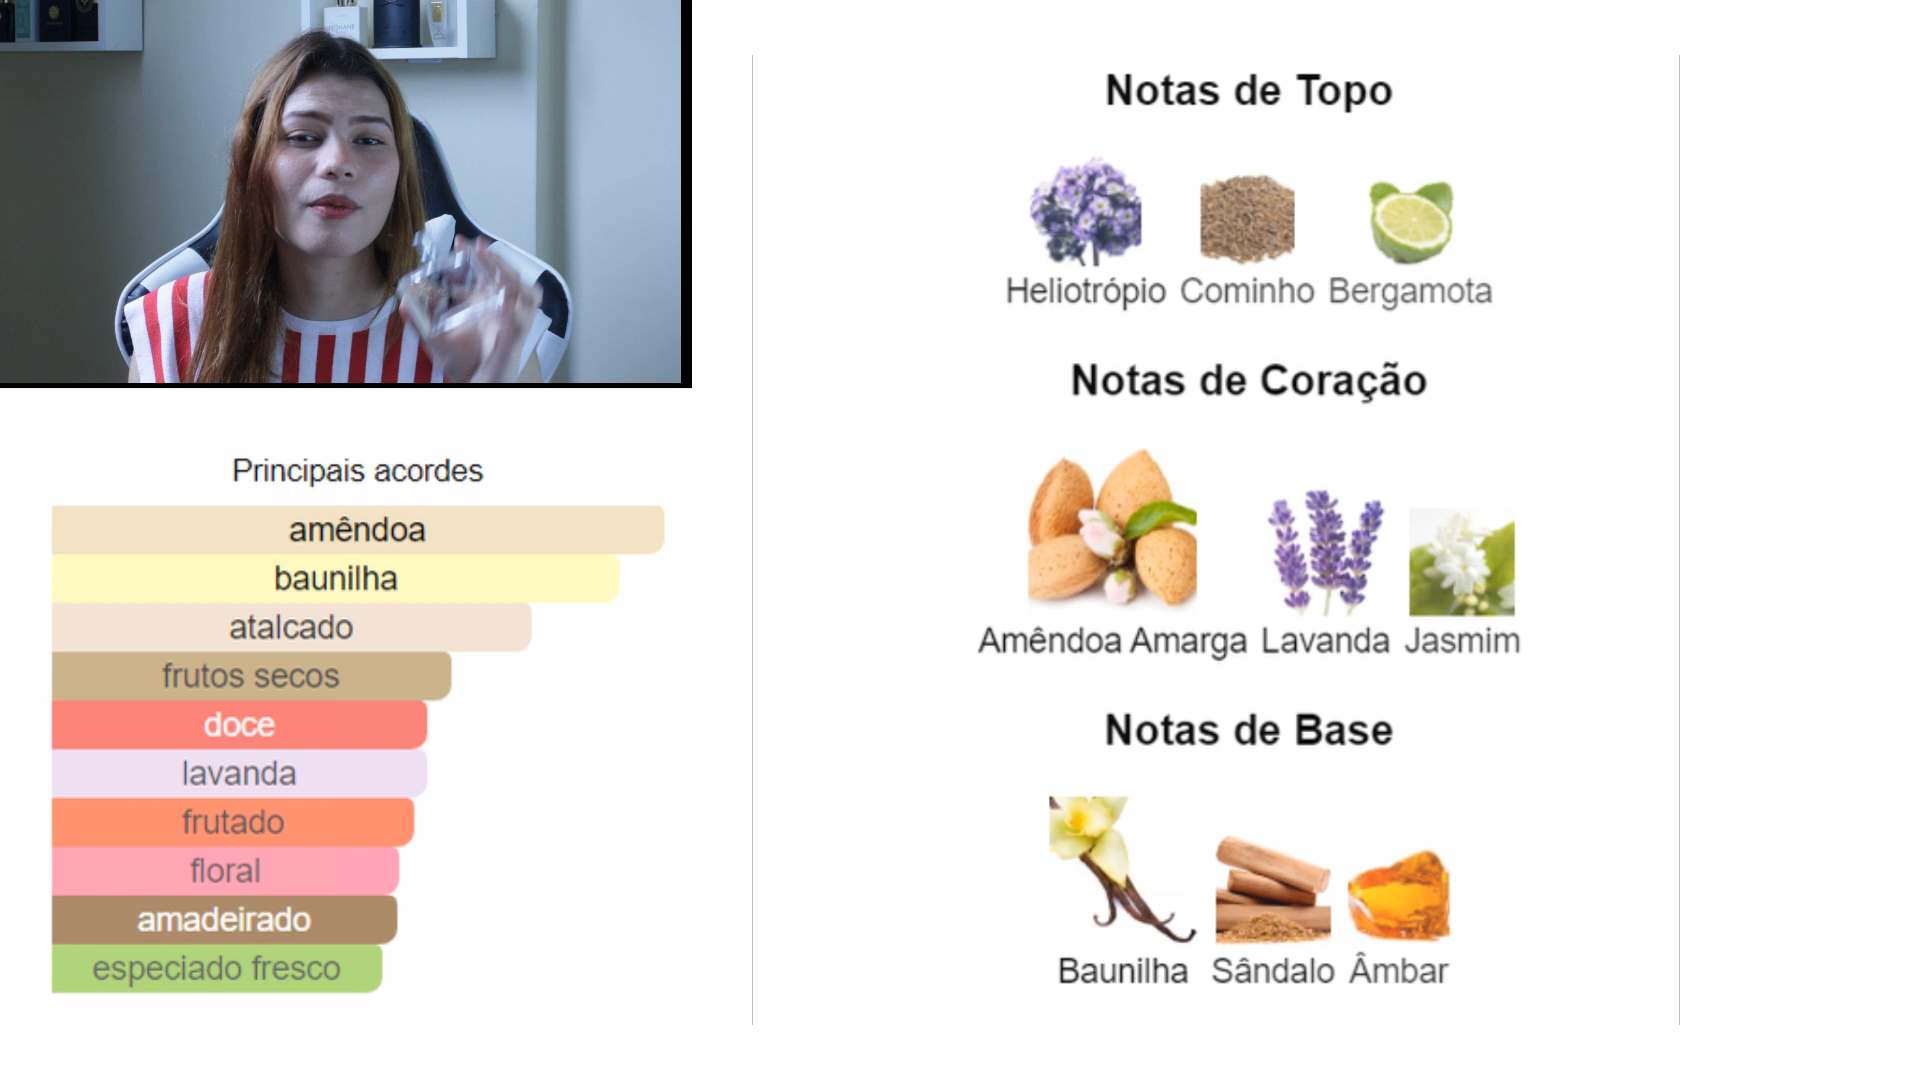 Principais acordes
amêndoa
baunilha
atalcado
frutos secos
doce
lavanda
frutado
floral
amadeirado
especiado fresco
Notas de Topo
Heliotrópio Cominho Bergamota
Notas de Coração
Amêndoa Amarga Lavanda Jasmim
Notas de Base
Baunilha Sândalo Âmbar